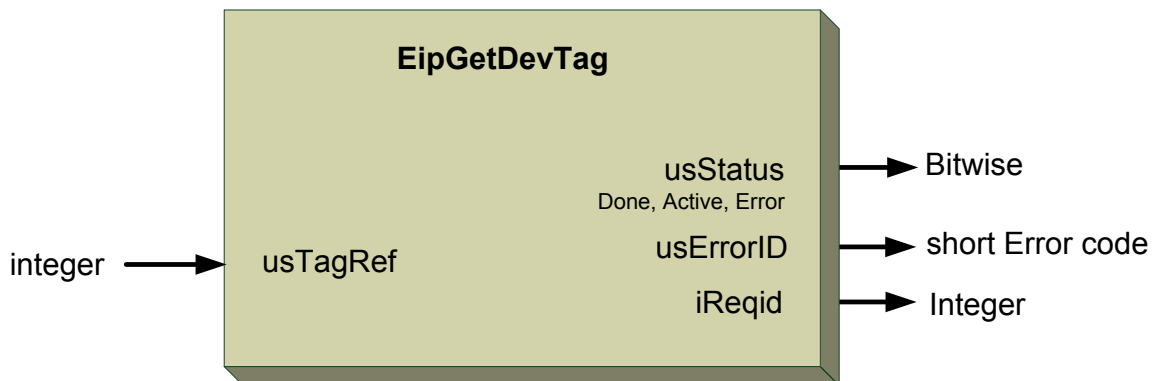 EipGetDevTag
usStatus
Bitwise
Done, Active, Error
usErrorID
short Error code
integer
usTagRef
iReqid
Integer